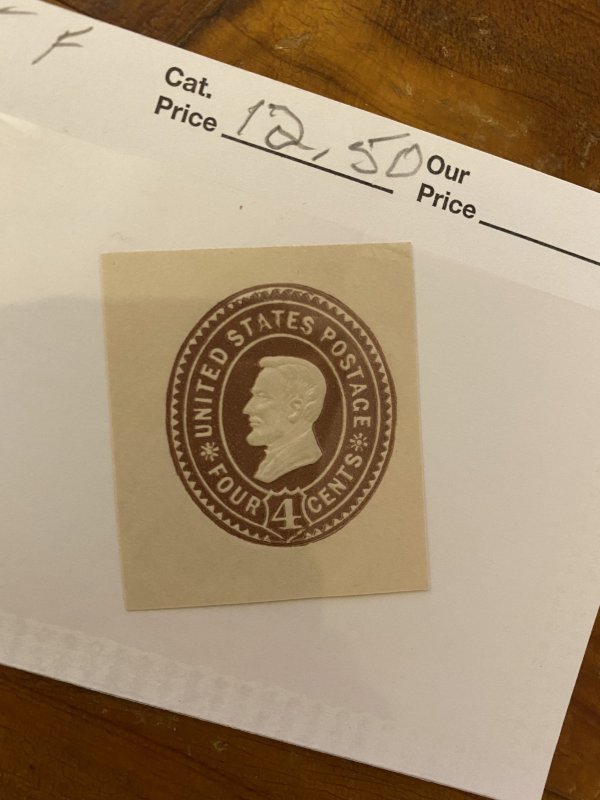 F
Cat.
Price 12,50
Our
Price
UNITED STATES POSTAGE
FOUR 4 CENTS